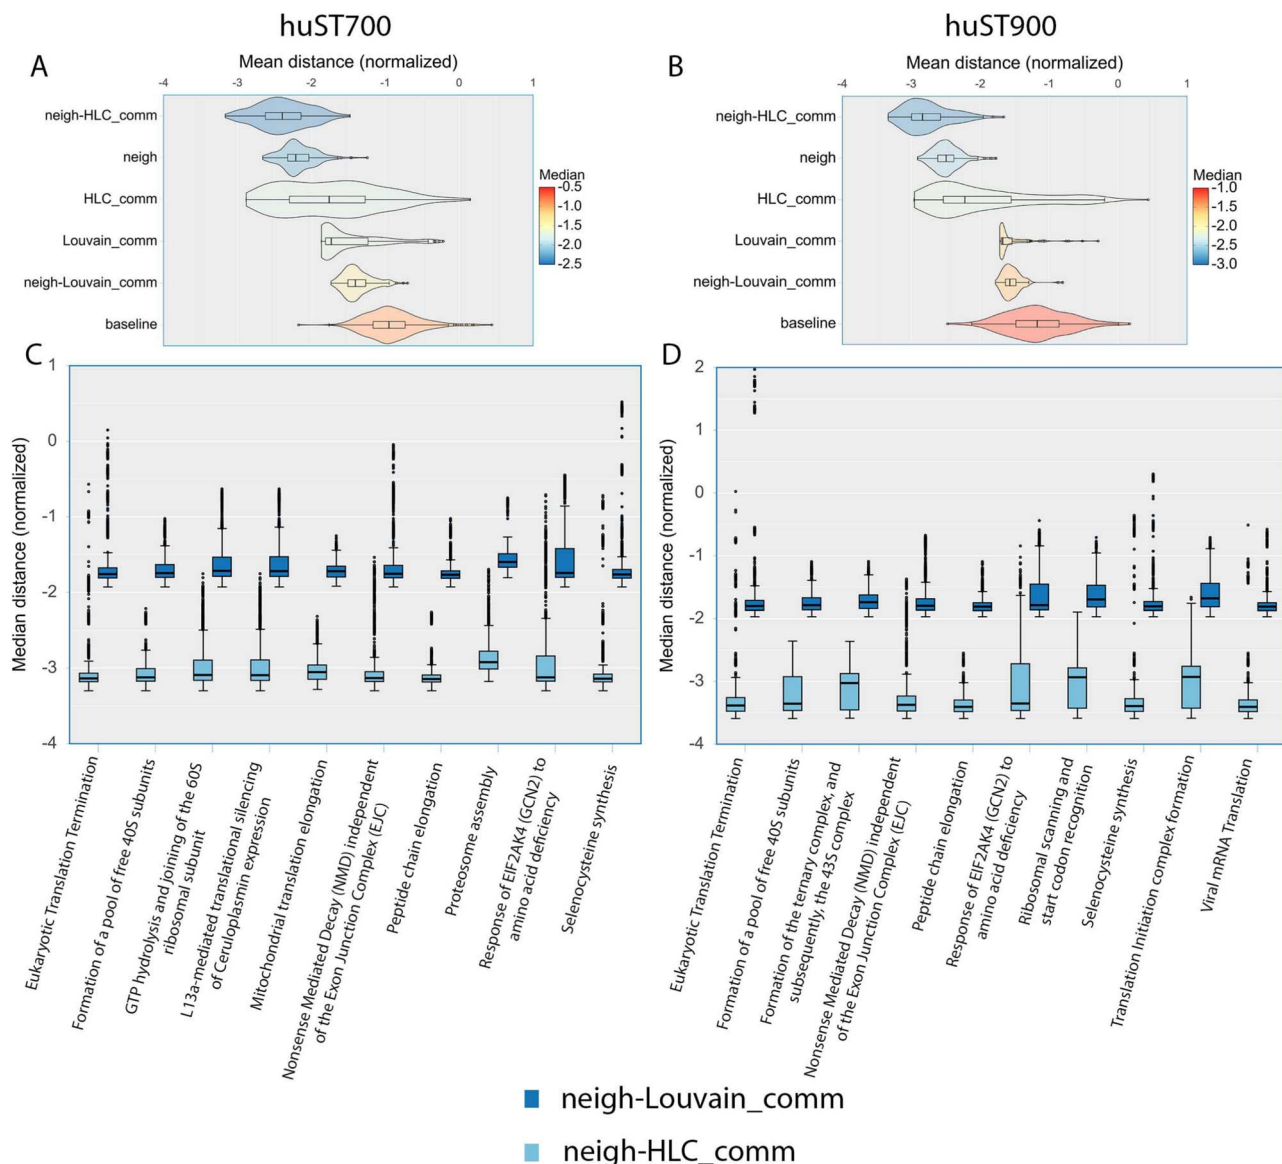 huST700
huST900
A
Mean distance (normalized)
-4 -3 -2 -1 0 1
neigh-HLC_comm
neigh
HLC_comm
Louvain_comm
neigh-Louvain_comm
baseline
Median
-0.5
-1.0
-1.5
-2.0
-2.5
B
Mean distance (normalized)
-4 -3 -2 -1 0 1
neigh-HLC_comm
neigh
HLC_comm
Louvain_comm
neigh-Louvain_comm
baseline
Median
-1.0
-1.5
-2.0
-2.5
-3.0
C
Median distance (normalized)
1
0
-1
-2
-3
-4
Eukaryotic Translation Termination
Formation of a pool of free 40S subunits
GTP hydrolysis and joining of the 60S
ribosomal subunit
L13a-mediated translational silencing
of Ceruloplasmin expression
Mitochondrial translation elongation
Nonsense Mediated Decay (NMD) independent
of the Exon Junction Complex (EJC)
Peptide chain elongation
Proteosome assembly
Response of EIF2AK4 (GCN2) to
amino acid deficiency
Selenocysteine synthesis
D
Median distance (normalized)
2
1
0
-1
-2
-3
-4
Eukaryotic Translation Termination
Formation of a pool of free 40S subunits
Formation of the ternary complex, and
subsequently, the 43S complex
Nonsense Mediated Decay (NMD) independent
of the Exon Junction Complex (EJC)
Peptide chain elongation
Response of EIF2AK4 (GCN2) to
amino acid deficiency
Ribosomal scanning and
start codon recognition
Selenocysteine synthesis
Translation Initiation complex formation
Viral mRNA Translation
neigh-Louvain_comm
neigh-HLC_comm